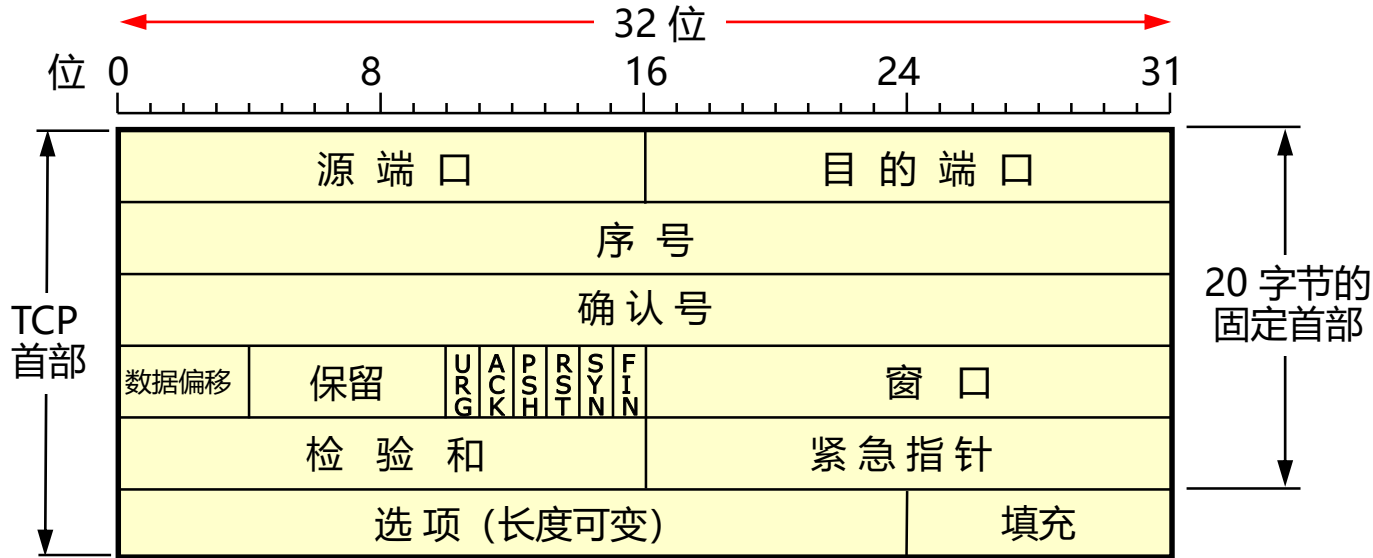 32 位
位 0 8 16 24 31
源端口 目的端口
序号
确认号
TCP
首部
20 字节的
固定首部
数据偏移 保留 URG ACK PSH RST SYN FIN 窗口
检验和 紧急指针
选项（长度可变） 填充